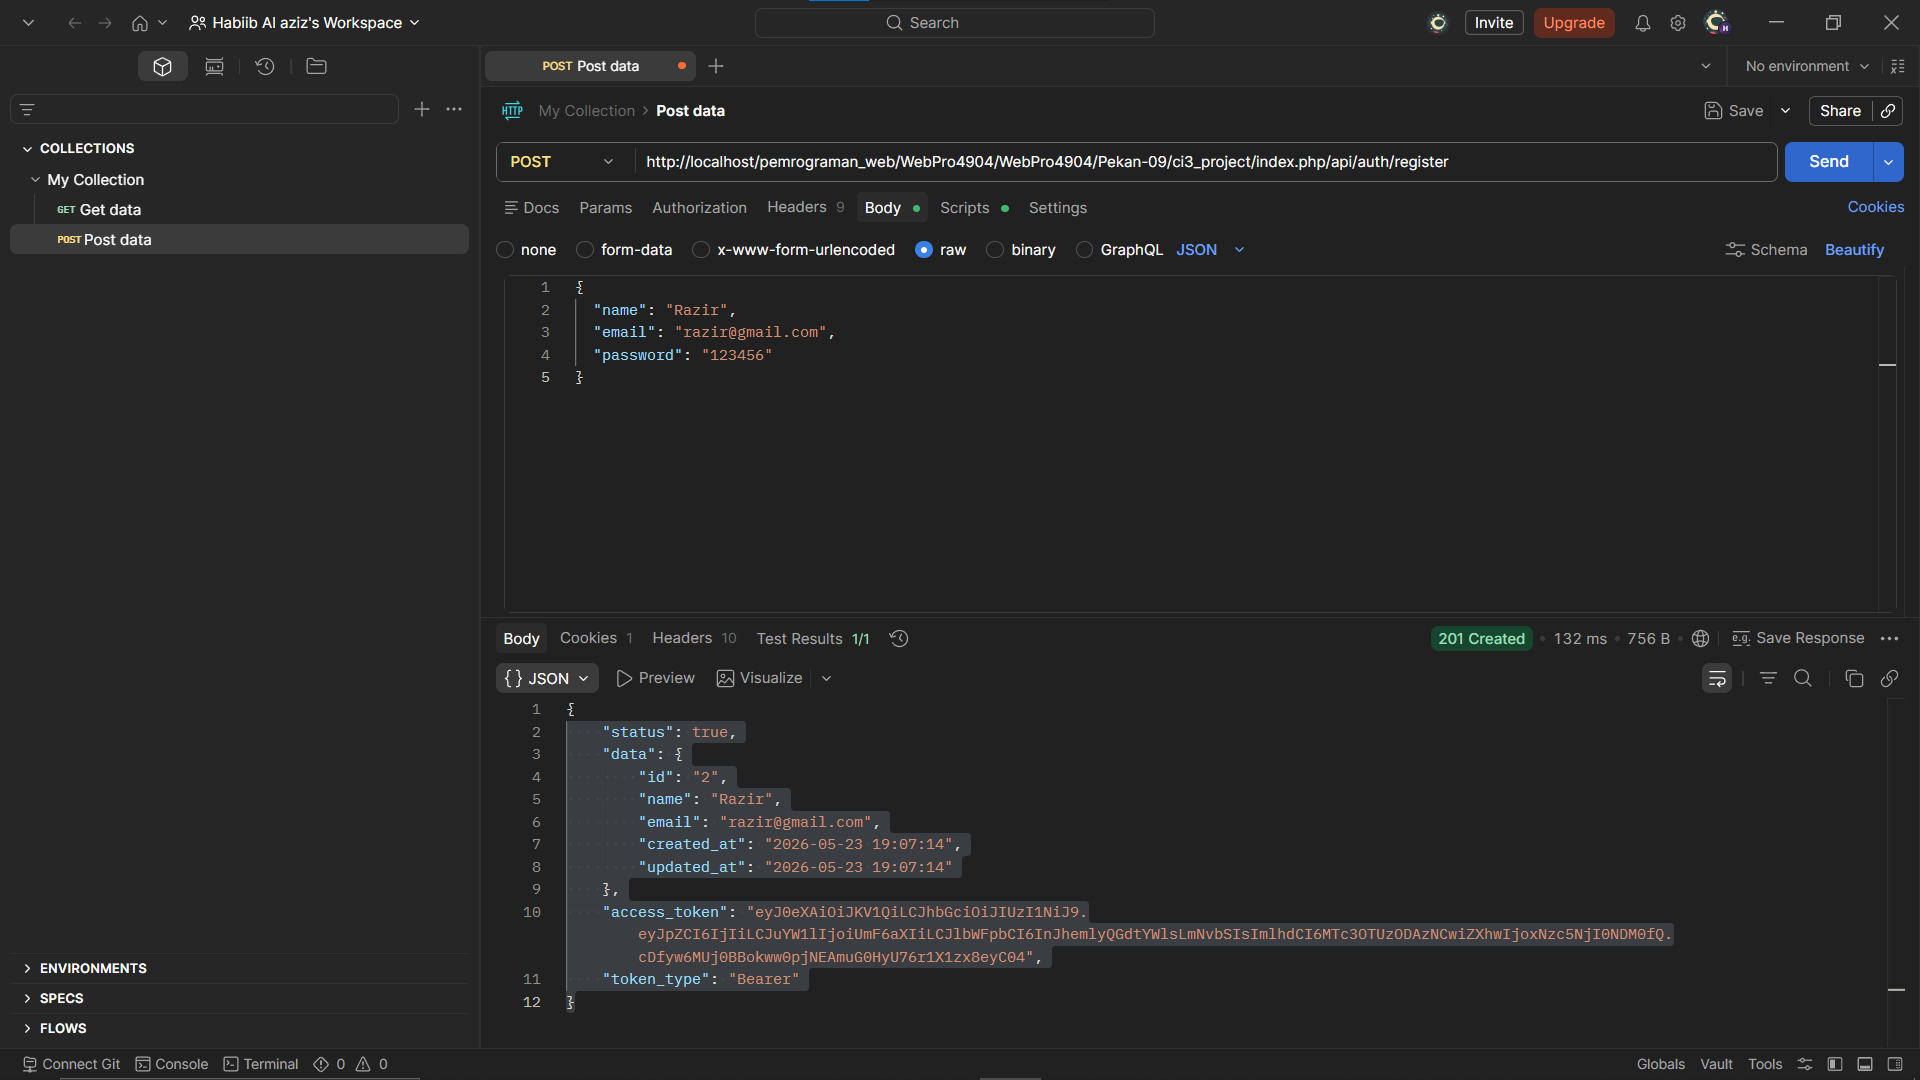 Habiib Al aziz's Workspace
Search
Invite
Upgrade
POST Post data
No environment
HTTP
My Collection > Post data
Save
Share
COLLECTIONS
My Collection
GET Get data
POST Post data
POST
http://localhost/pemrograman_web/WebPro4904/WebPro4904/Pekan-09/ci3_project/index.php/api/auth/register
Send
Docs
Params
Authorization
Headers 9
Body
Scripts
Settings
Cookies
none
form-data
x-www-form-urlencoded
raw
binary
GraphQL
JSON
Schema
Beautify
1 {
2 "name": "Razir",
3 "email": "razir@gmail.com",
4 "password": "123456"
5 }
Body
Cookies 1
Headers 10
Test Results 1/1
201 Created
132 ms
756 B
e.g. Save Response
{} JSON
Preview
Visualize
1 {
2 "status": true,
3 "data": {
4 "id": "2",
5 "name": "Razir",
6 "email": "razir@gmail.com",
7 "created_at": "2026-05-23 19:07:14",
8 "updated_at": "2026-05-23 19:07:14"
9 },
10 "access_token": "eyJ0eXAiOiJKV1QiLCJhbGciOiJIUzI1NiJ9.
eyJpZCI6IjIiLCJuYW1lIjoiUmF6aXIiLCJlbWFpbCI6InJhemlyQGdtYWlsLmNvbSIsImlhdCI6MTc3OTUzODAzNCwiZXhwIjoxNzc5NjI0NDM0fQ.
cDfyw6MUj0BBokww0pjNEAmuG0HyU76r1X1zx8eyC04",
11 "token_type": "Bearer"
12 }
ENVIRONMENTS
SPECS
FLOWS
Connect Git
Console
Terminal
0
0
Globals
Vault
Tools